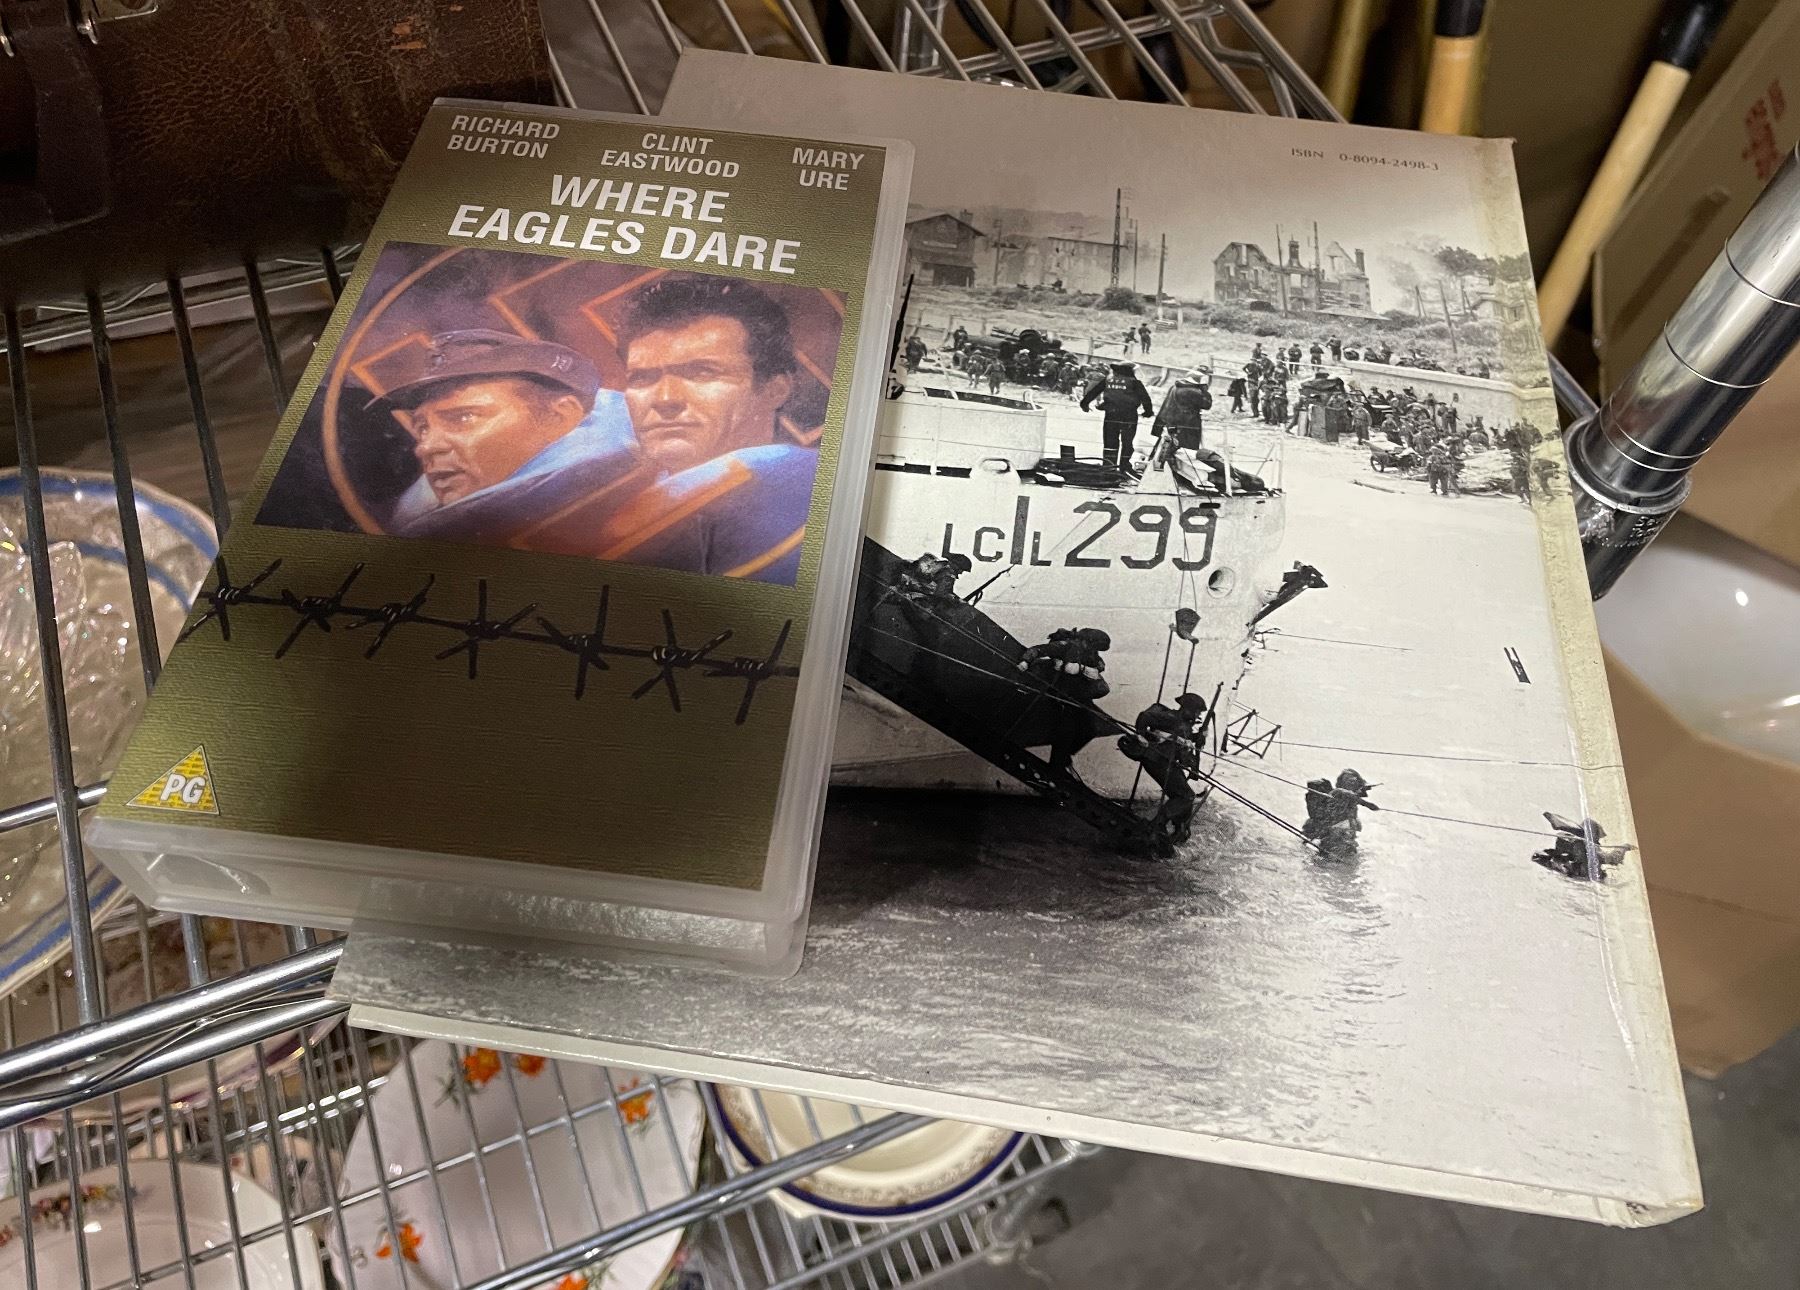 RICHARD
BURTON
CLINT
EASTWOOD
MARY
URE
WHERE
EAGLES DARE
PG
ISBN 0-8094-2498-3
LCIL 299